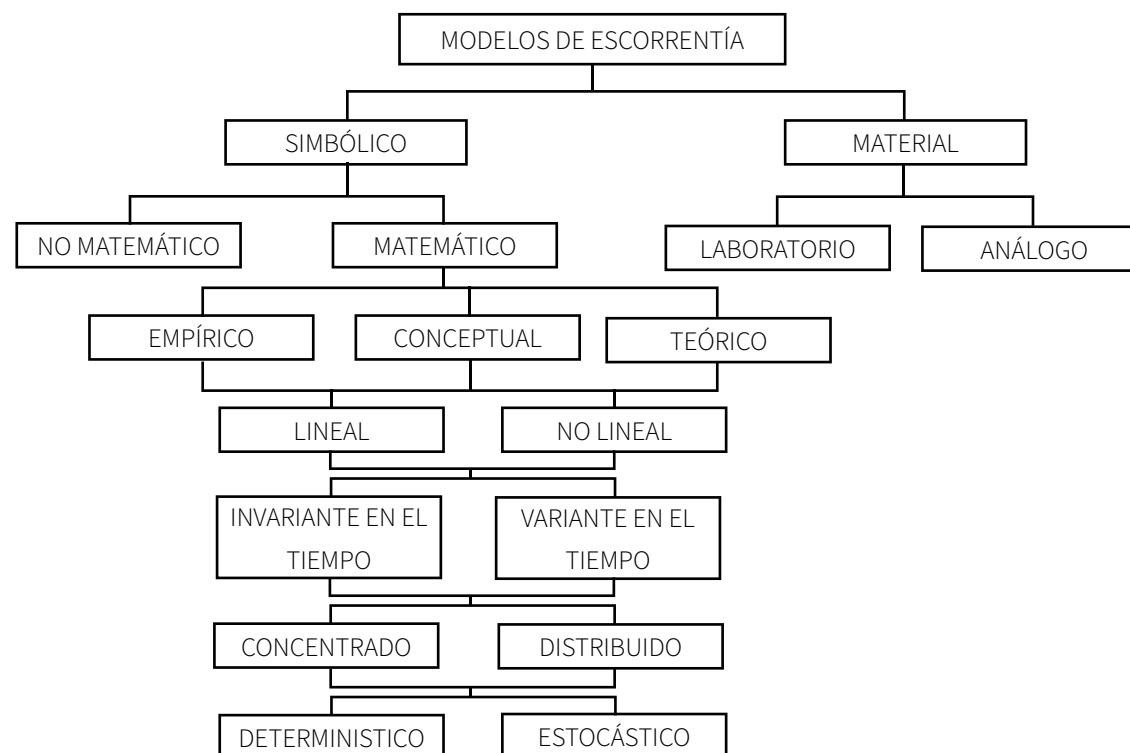 MODELOS DE ESCORRENTÍA
SIMBÓLICO
MATERIAL
NO MATEMÁTICO
MATEMÁTICO
LABORATORIO
ANÁLOGO
EMPÍRICO
CONCEPTUAL
TEÓRICO
LINEAL
NO LINEAL
INVARIANTE EN EL
TIEMPO
VARIANTE EN EL
TIEMPO
CONCENTRADO
DISTRIBUIDO
DETERMINISTICO
ESTOCÁSTICO